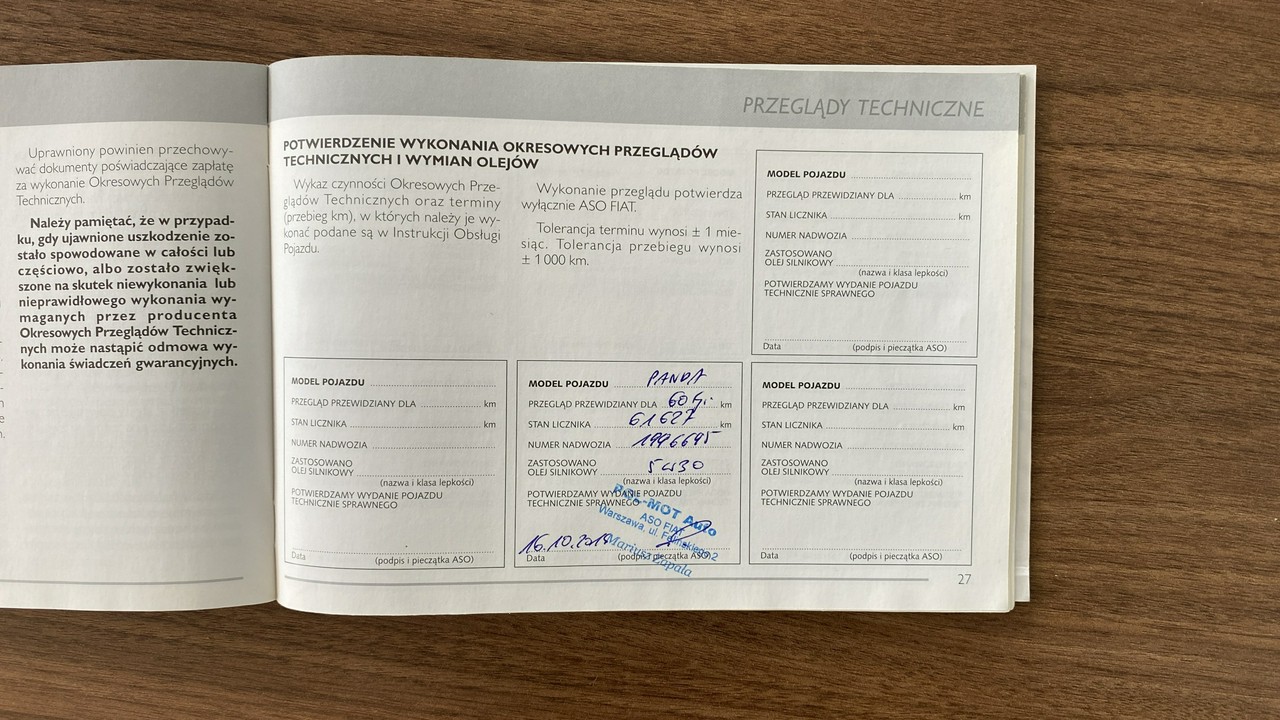 Uprawniony powinien przechowy-
wać dokumenty poświadczające zapłatę
za wykonanie Okresowych Przeglądów
Technicznych.
Należy pamiętać, że w przypad-
ku, gdy ujawnione uszkodzenie zo-
stało spowodowane w całości lub
częściowo, albo zostało zwięk-
szone na skutek niewykonania lub
nieprawidłowego wykonania wy-
maganych przez producenta
Okresowych Przeglądów Technicz-
nych może nastąpić odmowa wy-
konania świadczeń gwarancyjnych.
PRZEGLĄDY TECHNICZNE
POTWIERDZENIE WYKONANIA OKRESOWYCH PRZEGLĄDÓW
TECHNICZNYCH I WYMIAN OLEJÓW
Wykaz czynności Okresowych Prze-
glądów Technicznych oraz terminy
(przebieg km), w których należy je wy-
konać podane są w Instrukcji Obsługi
Pojazdu.
Wykonanie przeglądu potwierdza
wyłącznie ASO FIAT.
Tolerancja terminu wynosi ± 1 mie-
siąc. Tolerancja przebiegu wynosi
± 1 000 km.
MODEL POJAZDU
PRZEGLĄD PRZEWIDZIANY DLA km
STAN LICZNIKA km
NUMER NADWOZIA
ZASTOSOWANO
OLEJ SILNIKOWY
(nazwa i klasa lepkości)
POTWIERDZAMY WYDANIE POJAZDU
TECHNICZNIE SPRAWNEGO
Data (podpis i pieczątka ASO)
MODEL POJAZDU
PRZEGLĄD PRZEWIDZIANY DLA km
STAN LICZNIKA km
NUMER NADWOZIA
ZASTOSOWANO
OLEJ SILNIKOWY
(nazwa i klasa lepkości)
POTWIERDZAMY WYDANIE POJAZDU
TECHNICZNIE SPRAWNEGO
Data (podpis i pieczątka ASO)
MODEL POJAZDU PANDA
PRZEGLĄD PRZEWIDZIANY DLA 60 km
STAN LICZNIKA 61627 km
NUMER NADWOZIA
ZASTOSOWANO
OLEJ SILNIKOWY 5W30
(nazwa i klasa lepkości)
POTWIERDZAMY WYDANIE POJAZDU
TECHNICZNIE SPRAWNEGO
-MOT Auto
ASO FIAT
Warszawa, ul.
Mariusz Zapała
16.10.
Data (podpis i pieczątka ASO)
MODEL POJAZDU
PRZEGLĄD PRZEWIDZIANY DLA km
STAN LICZNIKA km
NUMER NADWOZIA
ZASTOSOWANO
OLEJ SILNIKOWY
(nazwa i klasa lepkości)
POTWIERDZAMY WYDANIE POJAZDU
TECHNICZNIE SPRAWNEGO
Data (podpis i pieczątka ASO)
27